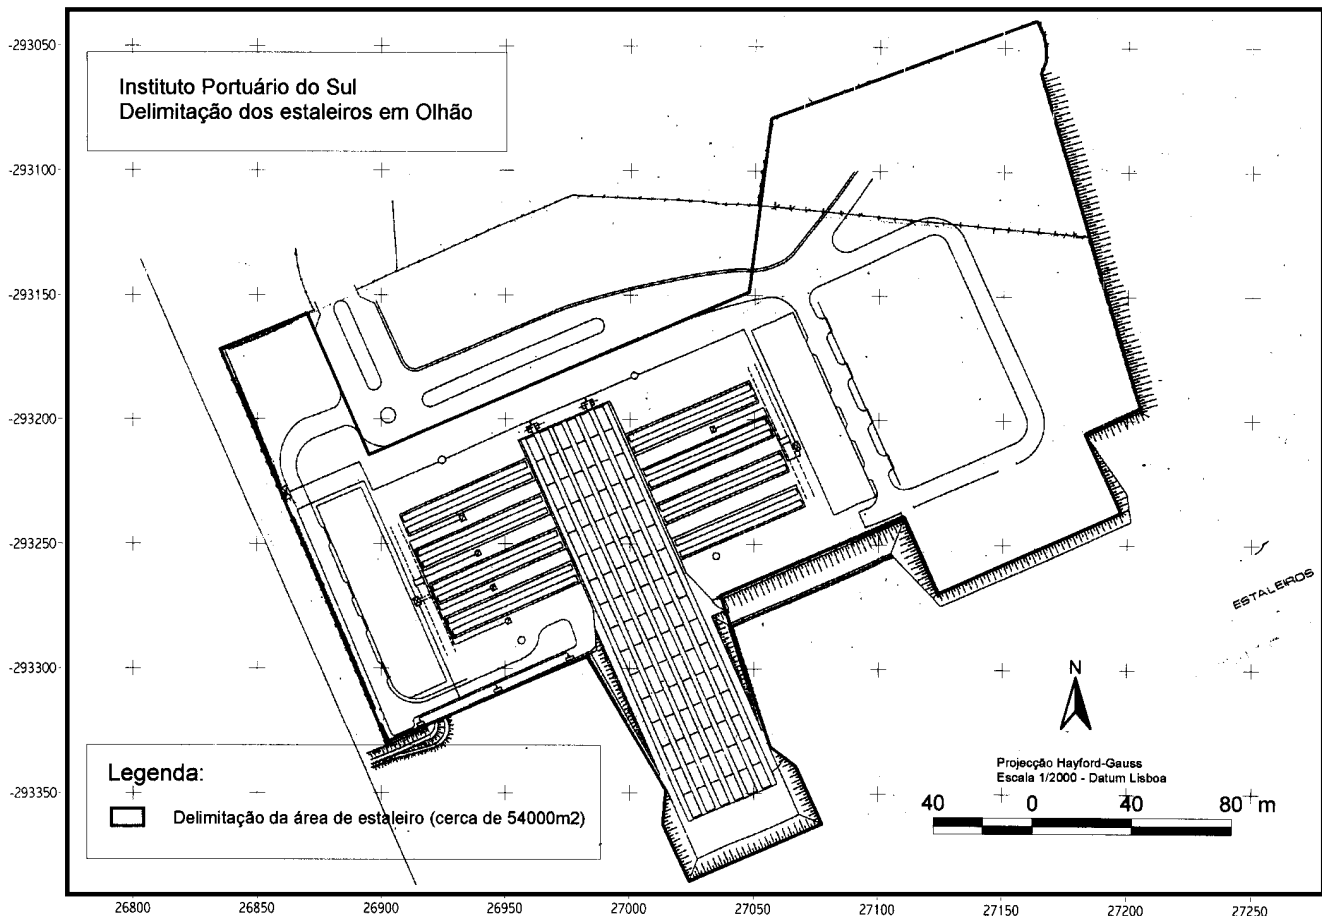 -293050
Instituto Portuário do Sul
Delimitação dos estaleiros em Olhão
-293100
-293150
-293200
-293250
ESTALEIROS
-293300
N
Legenda:
Delimitação da área de estaleiro (cerca de 54000m2)
Projecção Hayford-Gauss
Escala 1/2000 - Datum Lisboa
-293350
40 0 40 80 m
26800 26850 26900 26950 27000 27050 27100 27150 27200 27250